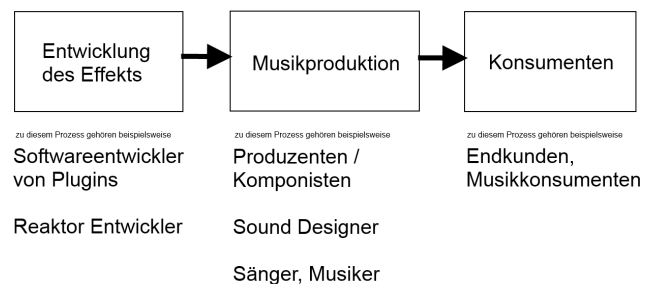 Entwicklung
des Effekts
Musikproduktion
Konsumenten
zu diesem Prozess gehören beispielsweise
Softwareentwickler
von Plugins
Reaktor Entwickler
zu diesem Prozess gehören beispielsweise
Produzenten /
Komponisten
Sound Designer
Sänger, Musiker
zu diesem Prozess gehören beispielsweise
Endkunden,
Musikkonsumenten